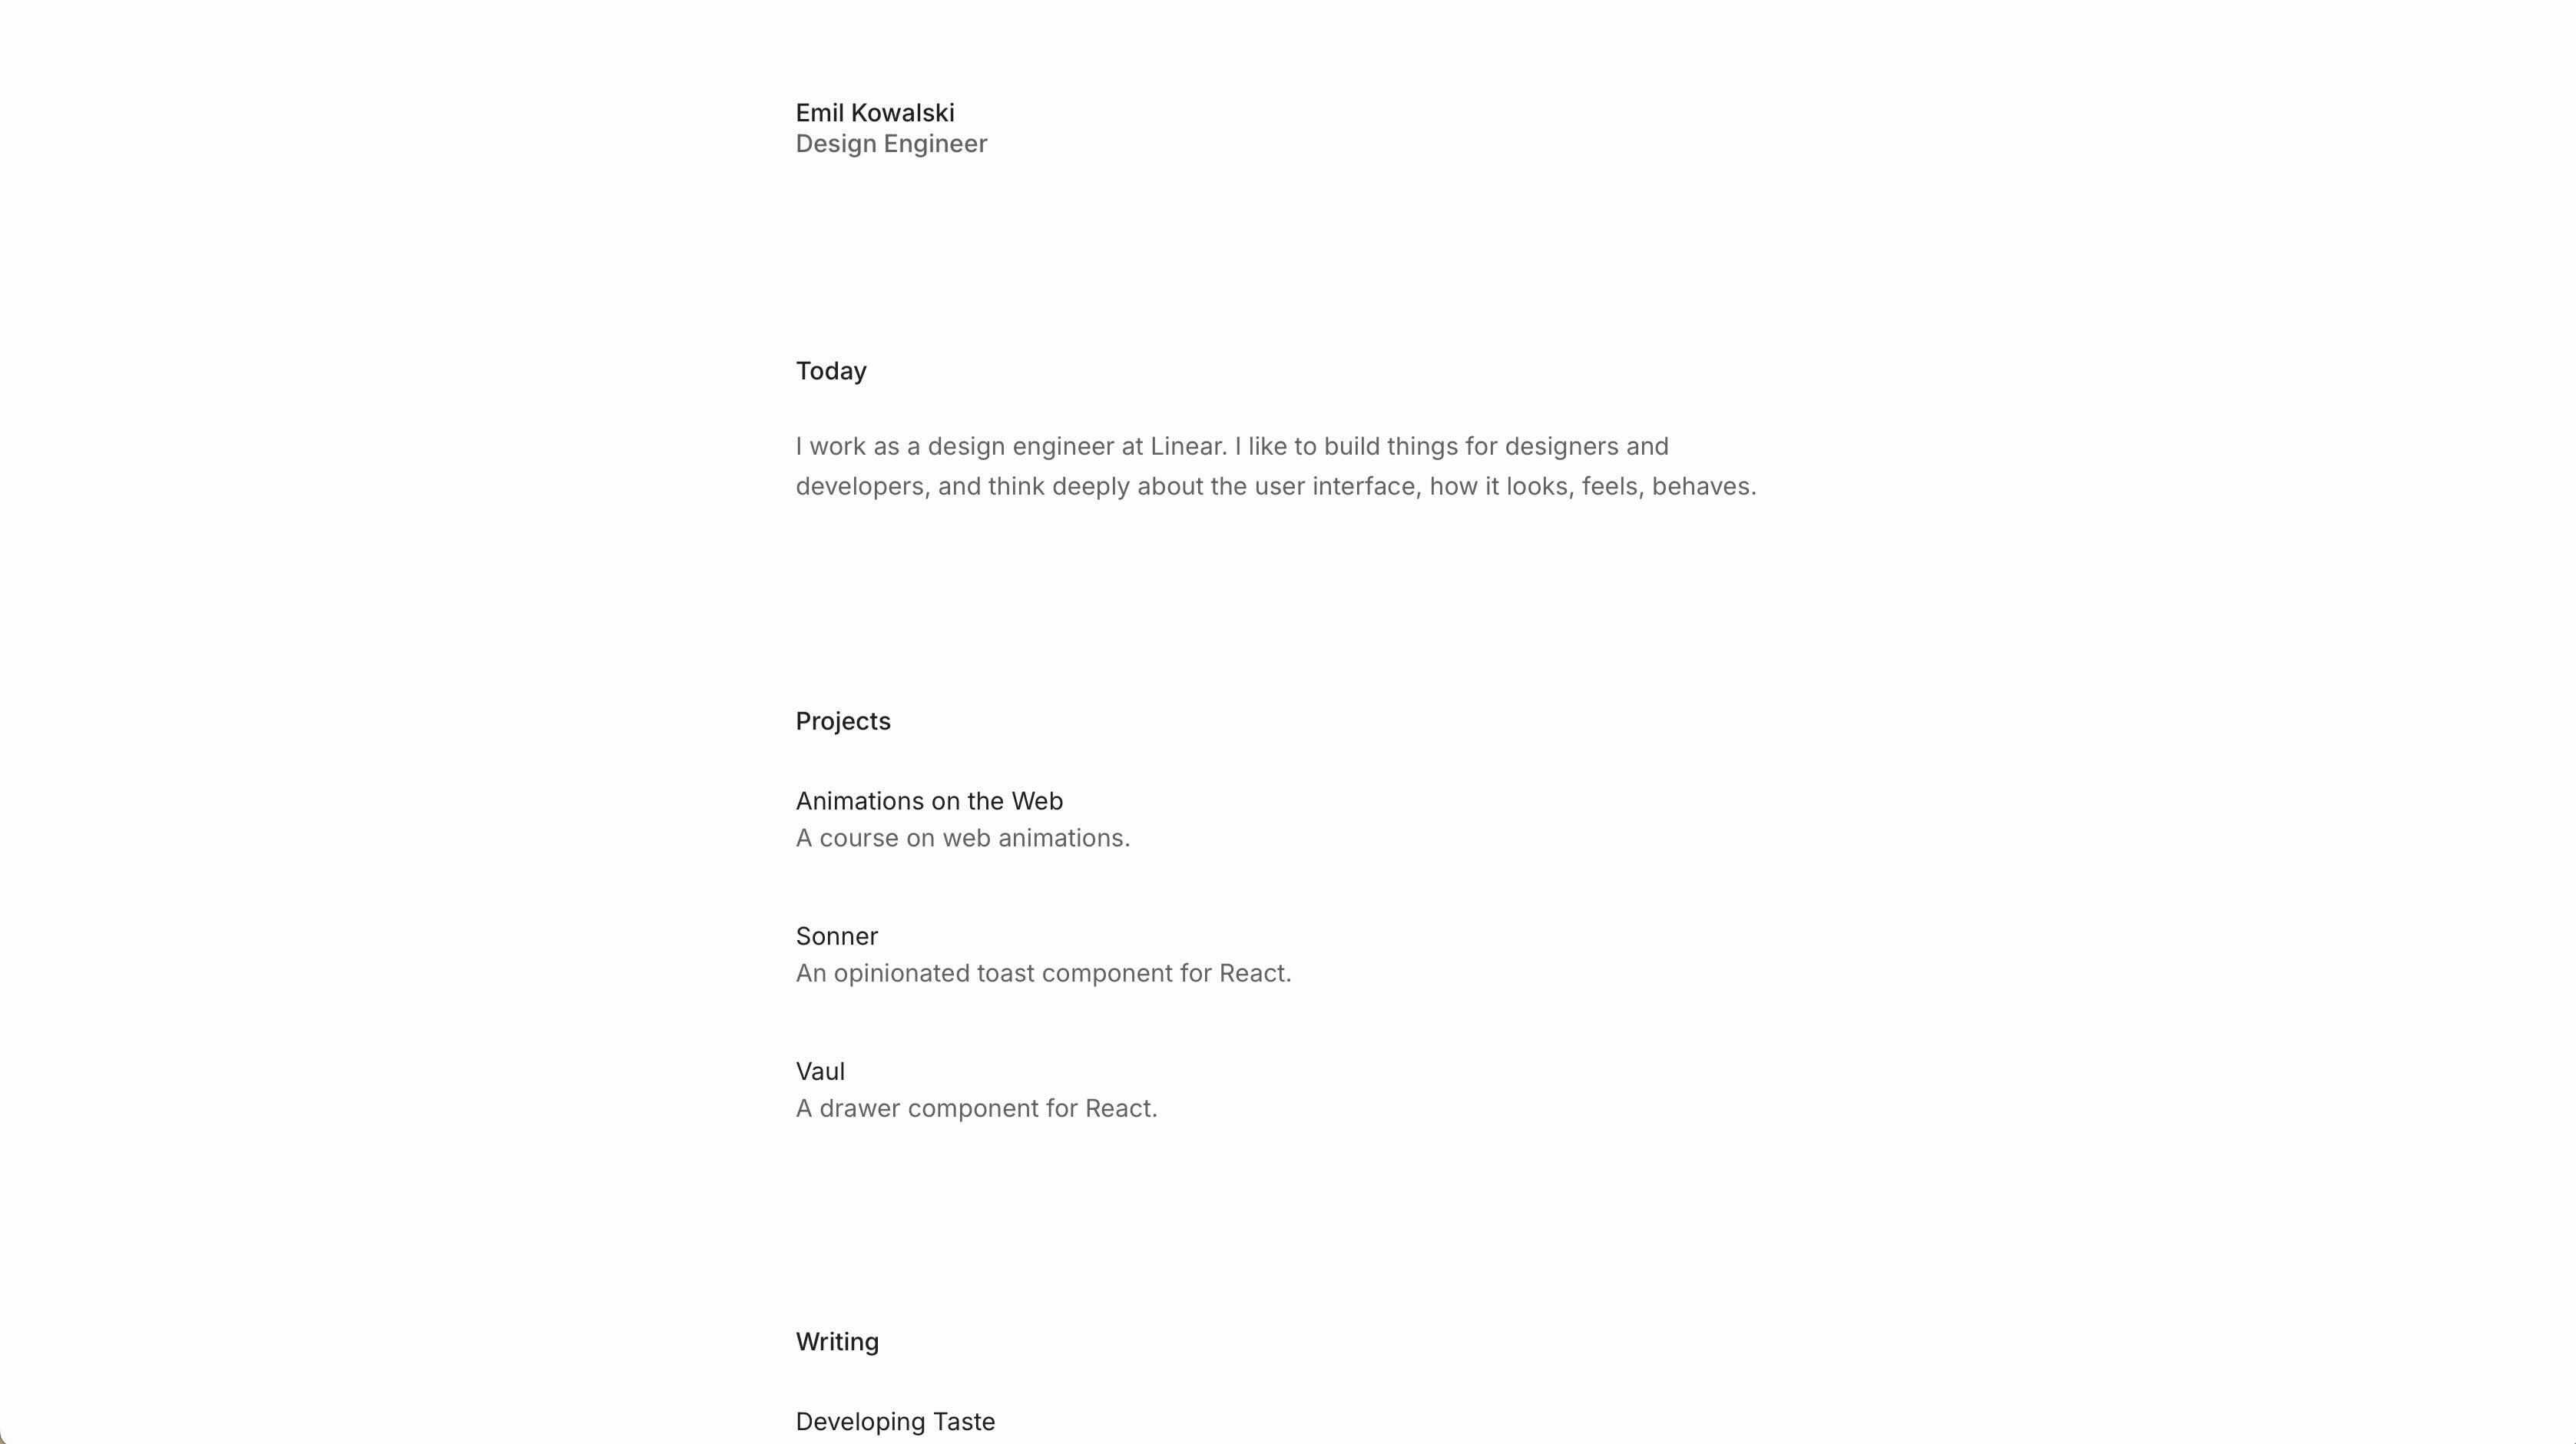 Emil Kowalski
Design Engineer
Today
I work as a design engineer at Linear. I like to build things for designers and
developers, and think deeply about the user interface, how it looks, feels, behaves.
Projects
Animations on the Web
A course on web animations.
Sonner
An opinionated toast component for React.
Vaul
A drawer component for React.
Writing
Developing Taste